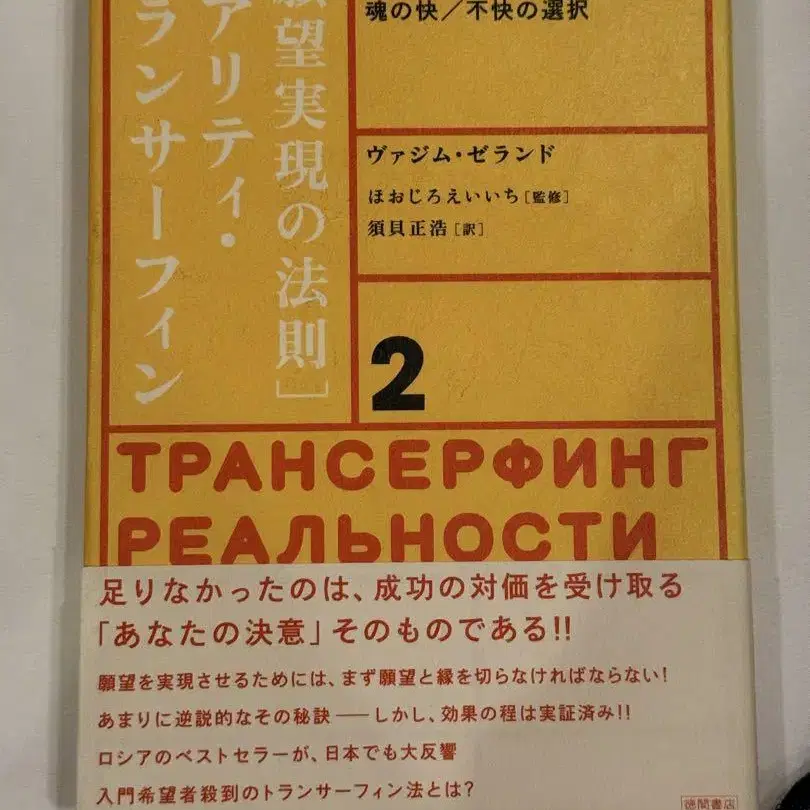 魂の快／不快の選択
願望実現の法則］
アリティ・
ランサーフィン
ヴァジム・ゼランド
ほおじろえいいち［監修］
須貝正浩［訳］
2
ТРАНСЕРФИНГ
РЕАЛЬНОСТИ
足りなかったのは、成功の対価を受け取る
「あなたの決意」そのものである!!
願望を実現させるためには、まず願望と縁を切らなければならない!
あまりに逆説的なその秘訣——しかし、効果の程は実証済み!!
ロシアのベストセラーが、日本でも大反響
入門希望者殺到のトランサーフィン法とは?
徳間書店